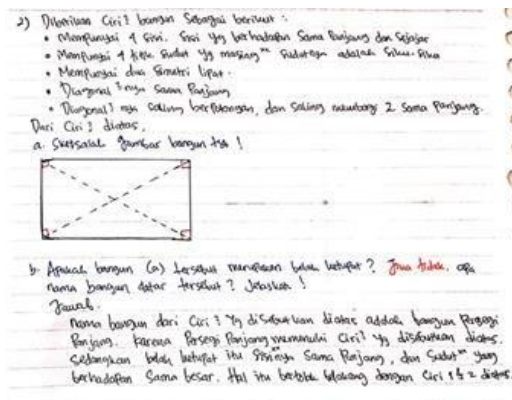 2) Diberikan Ciri² bangun Sebagai berikut :
• Mempunyai 4 Sisi. Sisi Yg berhadapan Sama Panjang dan Sejajar
• Mempunyai 4 titik Sudut Yg masing" Sudutnya adalah Siku-Siku
• Mempunyai dua Simetri lipat.
• Diagonal²nya Sama Panjang
• Diagonal²nya Saling berpotongan, dan Saling membagi 2 Sama Panjang.
Dari Ciri² diatas,
a. Sketsalah gambar bangun tsb !
b. Apakah bangun (a) tersebut merupakan belah ketupat ? Jika tidak, apa
nama bangun datar tersebut ? Jelaskan !
Jawab.
nama bangun dari Ciri² Yg diSebutkan diatas adalah bangun Persegi
Panjang. Karena Persegi Panjang memenuhi Ciri² yg disebutkan diatas.
Sedangkan belah ketupat itu Sisinya Sama Panjang, dan Sudut" yang
berhadapan Sama besar. Hal itu bertolak belakang dengan Ciri 1 & 2 diatas.